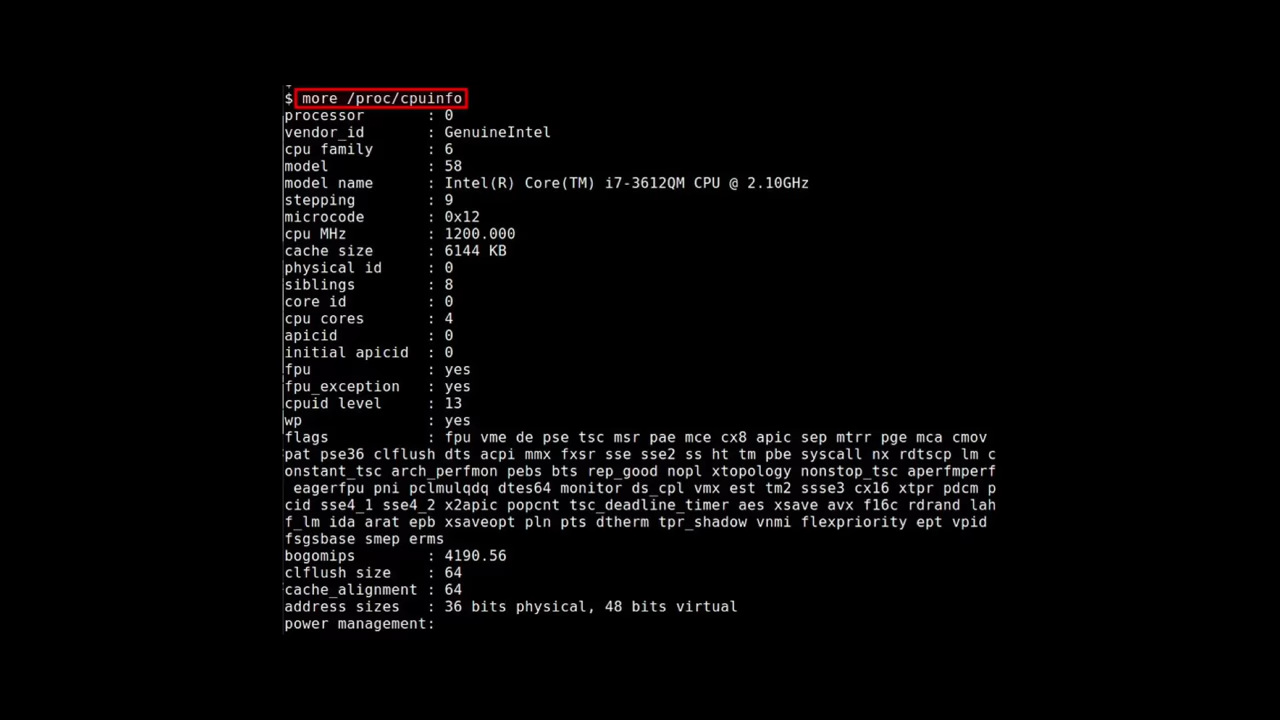 $ more /proc/cpuinfo
processor : 0
vendor_id : GenuineIntel
cpu family : 6
model : 58
model name : Intel(R) Core(TM) i7-3612QM CPU @ 2.10GHz
stepping : 9
microcode : 0x12
cpu MHz : 1200.000
cache size : 6144 KB
physical id : 0
siblings : 8
core id : 0
cpu cores : 4
apicid : 0
initial apicid : 0
fpu : yes
fpu_exception : yes
cpuid level : 13
wp : yes
flags : fpu vme de pse tsc msr pae mce cx8 apic sep mtrr pge mca cmov
pat pse36 clflush dts acpi mmx fxsr sse sse2 ss ht tm pbe syscall nx rdtscp lm c
onstant_tsc arch_perfmon pebs bts rep_good nopl xtopology nonstop_tsc aperfmperf
eagerfpu pni pclmulqdq dtes64 monitor ds_cpl vmx est tm2 ssse3 cx16 xtpr pdcm p
cid sse4_1 sse4_2 x2apic popcnt tsc_deadline_timer aes xsave avx f16c rdrand lah
f_lm ida arat epb xsaveopt pln pts dtherm tpr_shadow vnmi flexpriority ept vpid
fsgsbase smep erms
bogomips : 4190.56
clflush size : 64
cache_alignment : 64
address sizes : 36 bits physical, 48 bits virtual
power management: